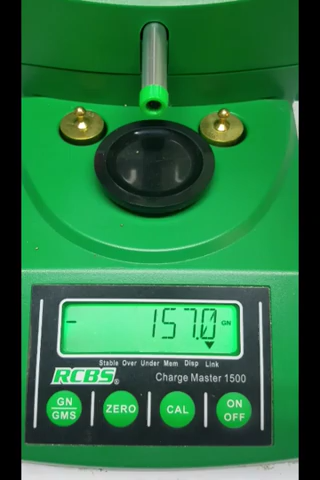 - 157.0 GN
Stable Over Under Mem Disp Link
RCBS® Charge Master 1500
GN
GMS
ZERO
CAL
ON
OFF